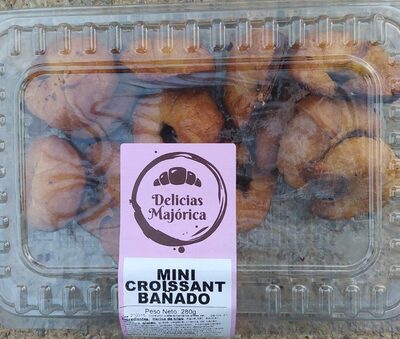 Delicias
Majórica
MINI
CROISSANT
BAÑADO
Peso Neto: 280g